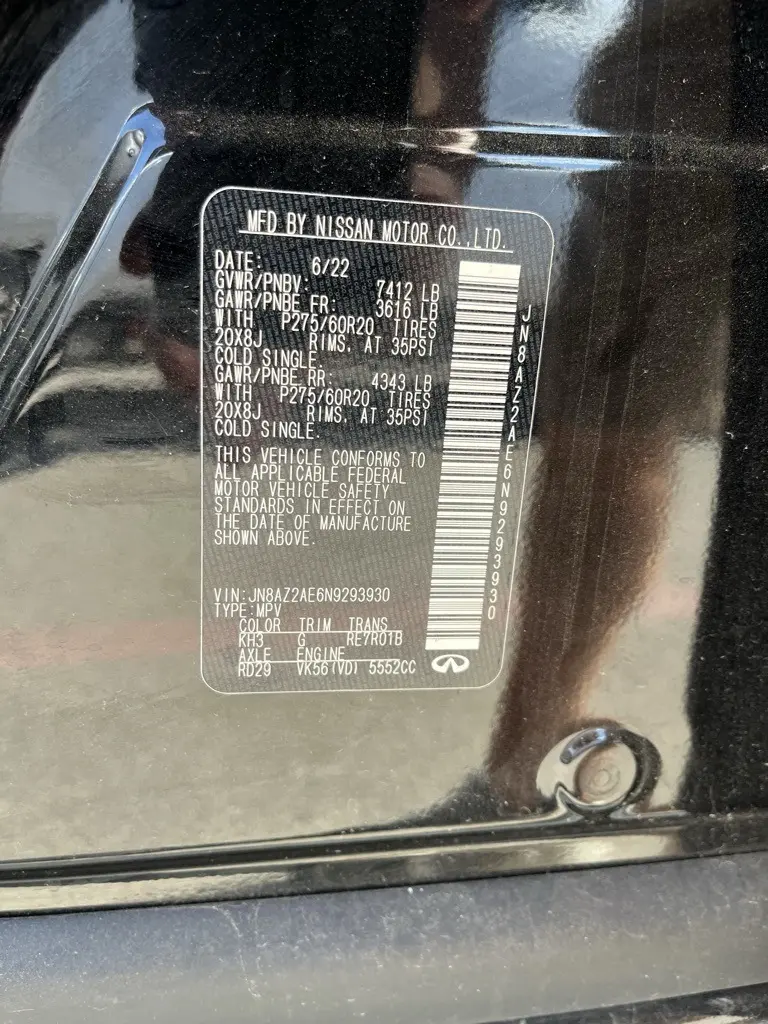 MFD BY NISSAN MOTOR CO.,LTD.
DATE: 6/22
GVWR/PNBV: 7412 LB
GAWR/PNBE FR: 3616 LB
WITH P275/60R20 TIRES
20X8J RIMS, AT 35PSI
COLD SINGLE.
GAWR/PNBE RR: 4343 LB
WITH P275/60R20 TIRES
20X8J RIMS, AT 35PSI
COLD SINGLE.
THIS VEHICLE CONFORMS TO
ALL APPLICABLE FEDERAL
MOTOR VEHICLE SAFETY
STANDARDS IN EFFECT ON
THE DATE OF MANUFACTURE
SHOWN ABOVE.
VIN:JN8AZ2AE6N9293930
TYPE:MPV
COLOR TRIM TRANS
KH3 G RE7R01B
AXLE ENGINE
RD29 VK56(VD) 5552CC
JN8AZ2AE6N9293930